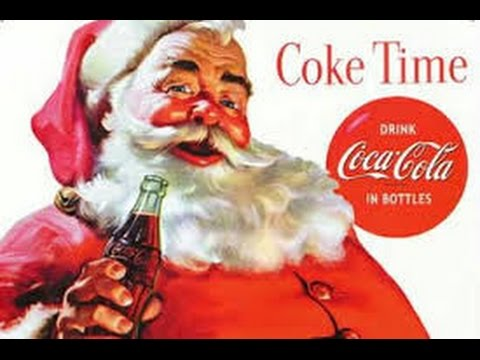 Coke Time
DRINK
Coca-Cola
IN BOTTLES